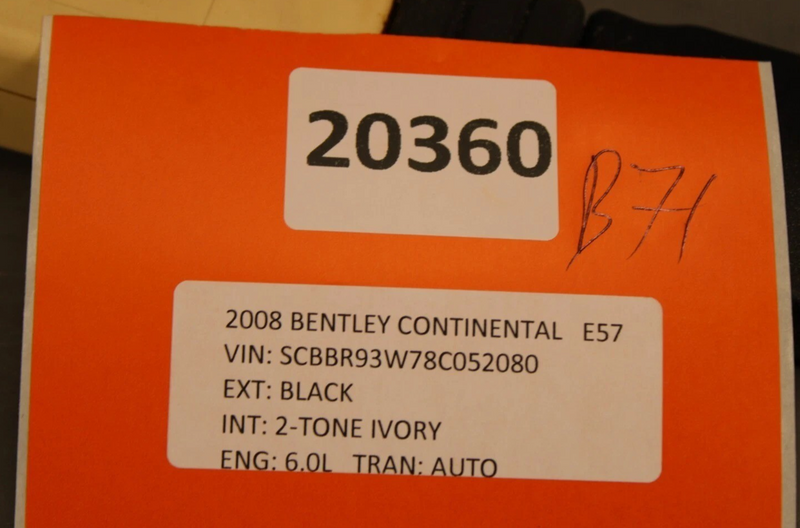 20360
B71
2008 BENTLEY CONTINENTAL E57
VIN: SCBBR93W78C052080
EXT: BLACK
INT: 2-TONE IVORY
ENG: 6.0L TRAN: AUTO